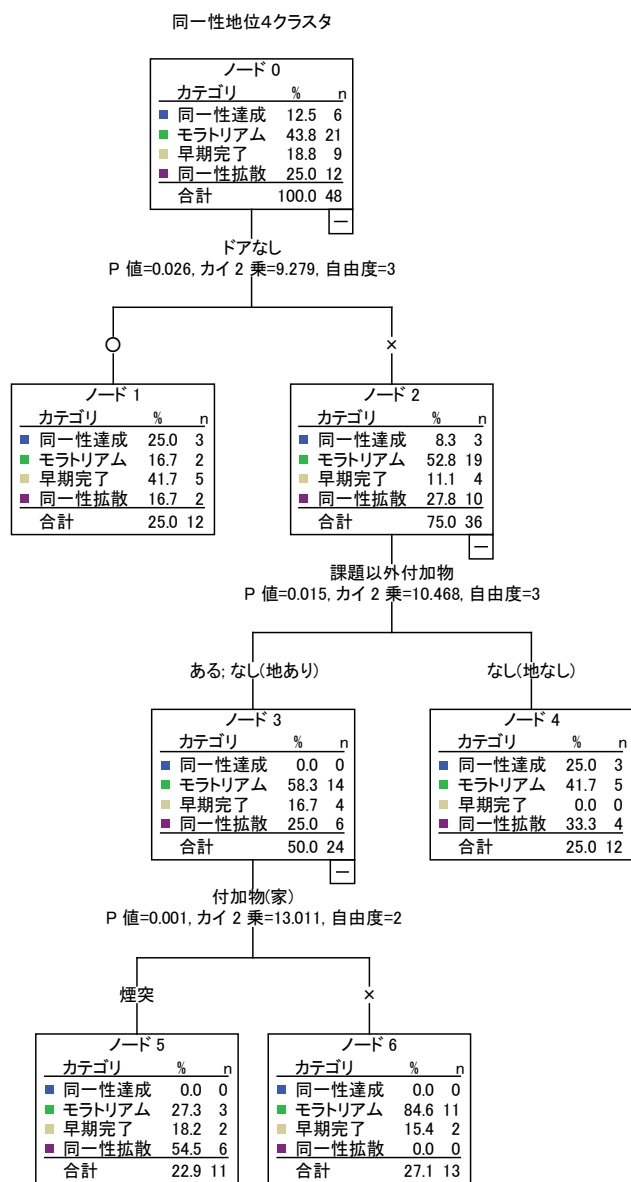 同一性地位4クラスタ
ノード 0
カテゴリ % n
同一性達成 12.5 6
モラトリアム 43.8 21
早期完了 18.8 9
同一性拡散 25.0 12
合計 100.0 48
ドアなし
P 値=0.026, カイ 2 乗=9.279, 自由度=3
○ ×
ノード 1
カテゴリ % n
同一性達成 25.0 3
モラトリアム 16.7 2
早期完了 41.7 5
同一性拡散 16.7 2
合計 25.0 12
ノード 2
カテゴリ % n
同一性達成 8.3 3
モラトリアム 52.8 19
早期完了 11.1 4
同一性拡散 27.8 10
合計 75.0 36
課題以外付加物
P 値=0.015, カイ 2 乗=10.468, 自由度=3
ある; なし(地あり) なし(地なし)
ノード 3
カテゴリ % n
同一性達成 0.0 0
モラトリアム 58.3 14
早期完了 16.7 4
同一性拡散 25.0 6
合計 50.0 24
ノード 4
カテゴリ % n
同一性達成 25.0 3
モラトリアム 41.7 5
早期完了 0.0 0
同一性拡散 33.3 4
合計 25.0 12
付加物(家)
P 値=0.001, カイ 2 乗=13.011, 自由度=2
煙突 ×
ノード 5
カテゴリ % n
同一性達成 0.0 0
モラトリアム 27.3 3
早期完了 18.2 2
同一性拡散 54.5 6
合計 22.9 11
ノード 6
カテゴリ % n
同一性達成 0.0 0
モラトリアム 84.6 11
早期完了 15.4 2
同一性拡散 0.0 0
合計 27.1 13